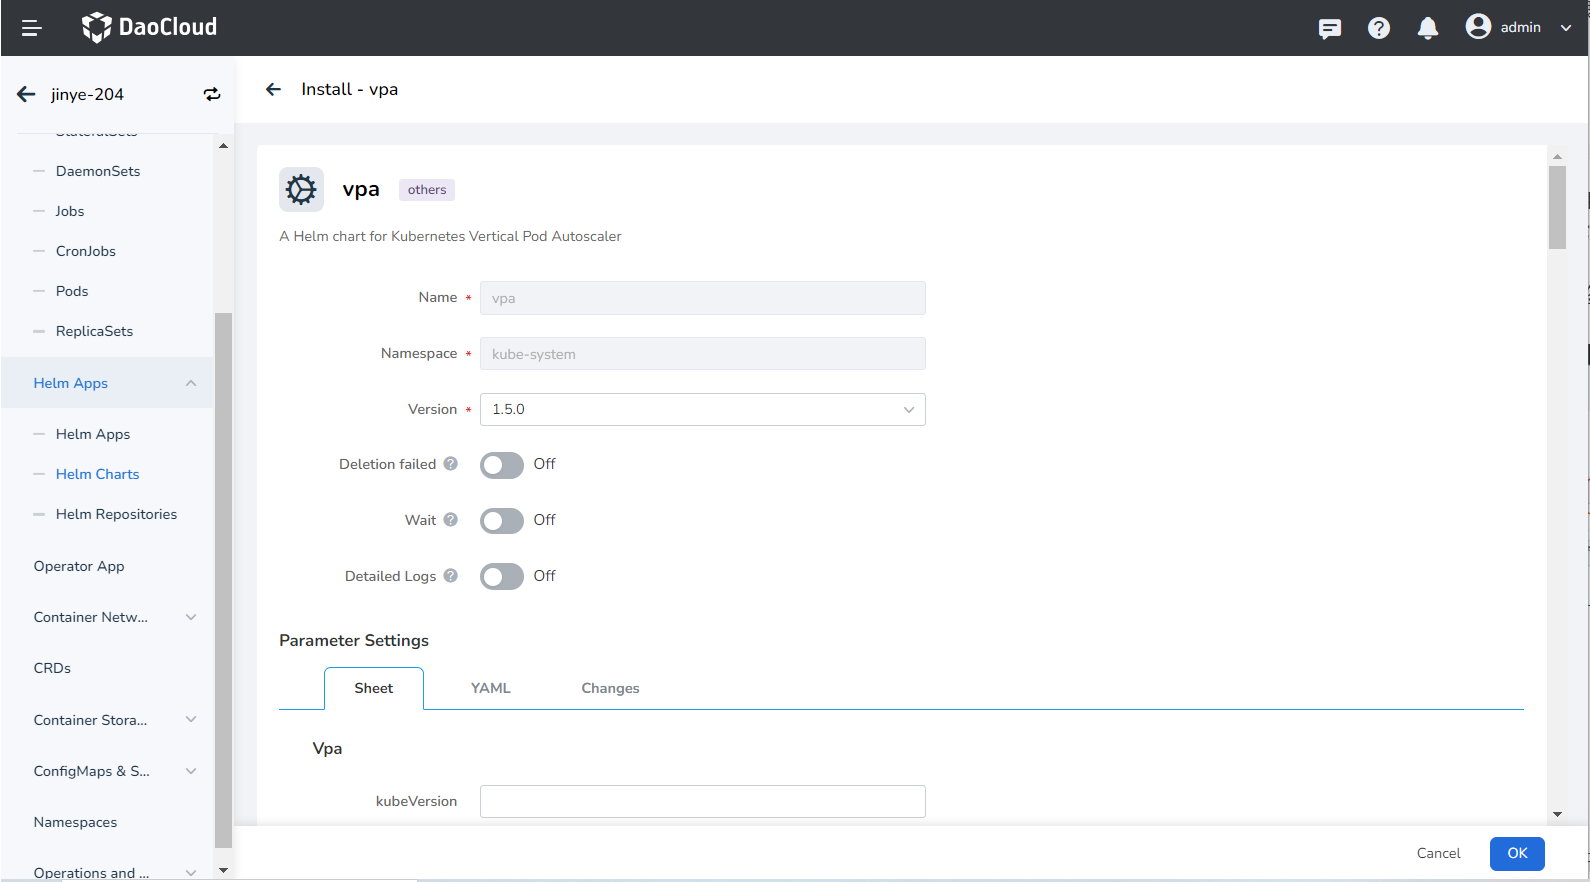 DaoCloud
admin
jinye-204
Install - vpa
StatefulSets
DaemonSets
Jobs
CronJobs
Pods
ReplicaSets
Helm Apps
Helm Apps
Helm Charts
Helm Repositories
Operator App
Container Netw...
CRDs
Container Stora...
ConfigMaps & S...
Namespaces
Operations and ...
vpa
others
A Helm chart for Kubernetes Vertical Pod Autoscaler
Name * vpa
Namespace * kube-system
Version * 1.5.0
Deletion failed ? Off
Wait ? Off
Detailed Logs ? Off
Parameter Settings
Sheet YAML Changes
Vpa
kubeVersion
Cancel OK